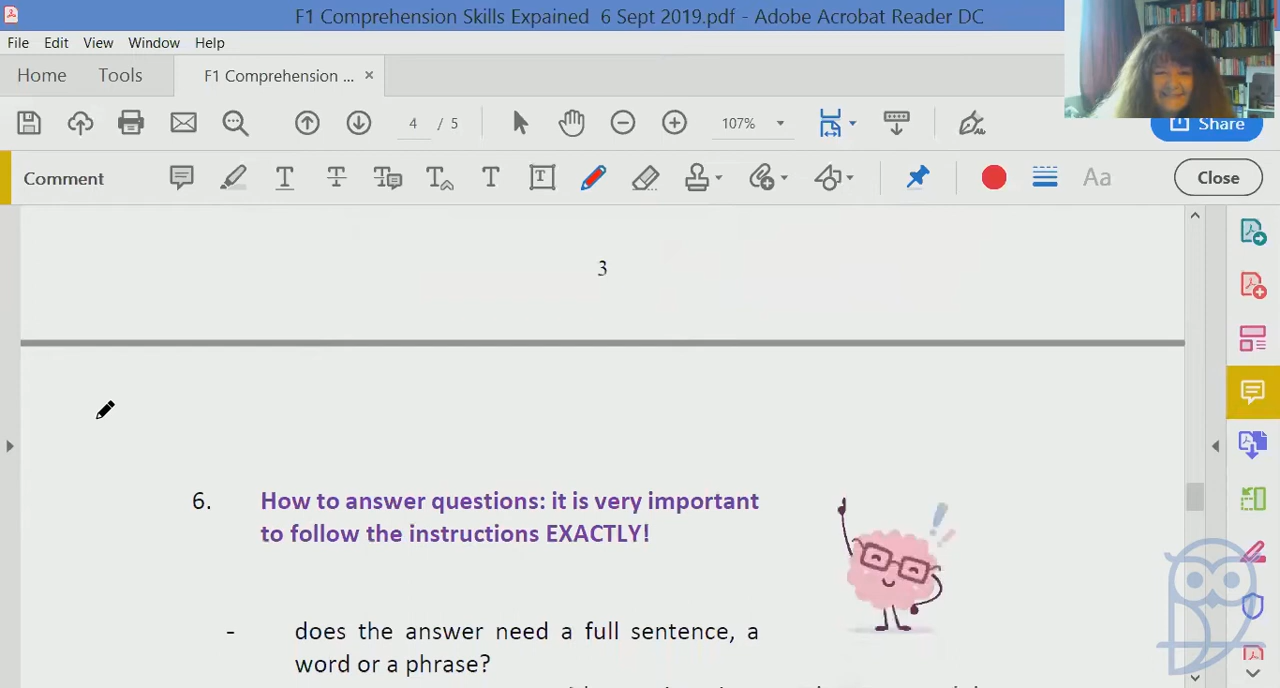 F1 Comprehension Skills Expained 6 Sept 2019.pdf - Adobe Acrobat Reader DC
File Edit View Window Help
Home Tools F1 Comprehension ... ×
4 / 5 107% Share
Comment T T T T T T Aa Close
3
6. How to answer questions: it is very important
to follow the instructions EXACTLY!
- does the answer need a full sentence, a
word or a phrase?